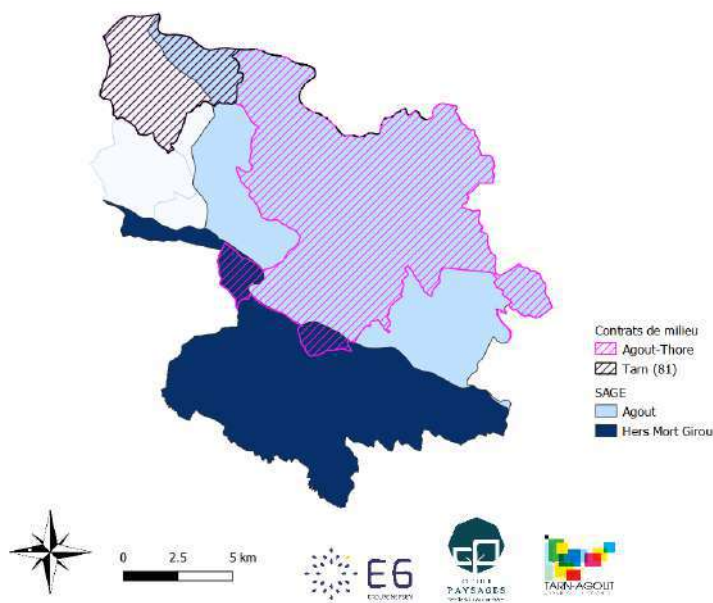 Contrats de milieu
Agout-Thore
Tarn (81)
SAGE
Agout
Hers Mort Girou
0 2.5 5 km
E6
PAYSAGES
TARN-AGOUT